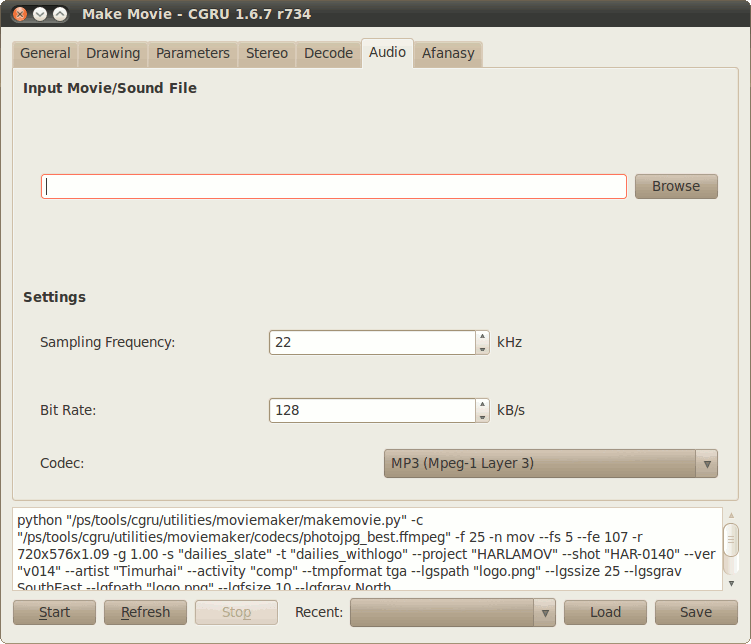 Make Movie - CGRU 1.6.7 r734
General Drawing Parameters Stereo Decode Audio Afanasy
Input Movie/Sound File
Browse
Settings
Sampling Frequency: 22 kHz
Bit Rate: 128 kB/s
Codec: MP3 (Mpeg-1 Layer 3)
python "/ps/tools/cgru/utilities/moviemaker/makemovie.py" -c
"/ps/tools/cgru/utilities/moviemaker/codecs/photojpg_best.ffmpeg" -f 25 -n mov --fs 5 --fe 107 -r
720x576x1.09 -g 1.00 -s "dailies_slate" -t "dailies_withlogo" --project "HARLAMOV" --shot "HAR-0140" --ver
"v014" --artist "Timurhai" --activity "comp" --tmpformat tga --lgspath "logo.png" --lgssize 25 --lgsgrav
SouthEast --lgfpath "logo.png" --lgfsize 10 --lgfgrav North
Start Refresh Stop Recent: Load Save